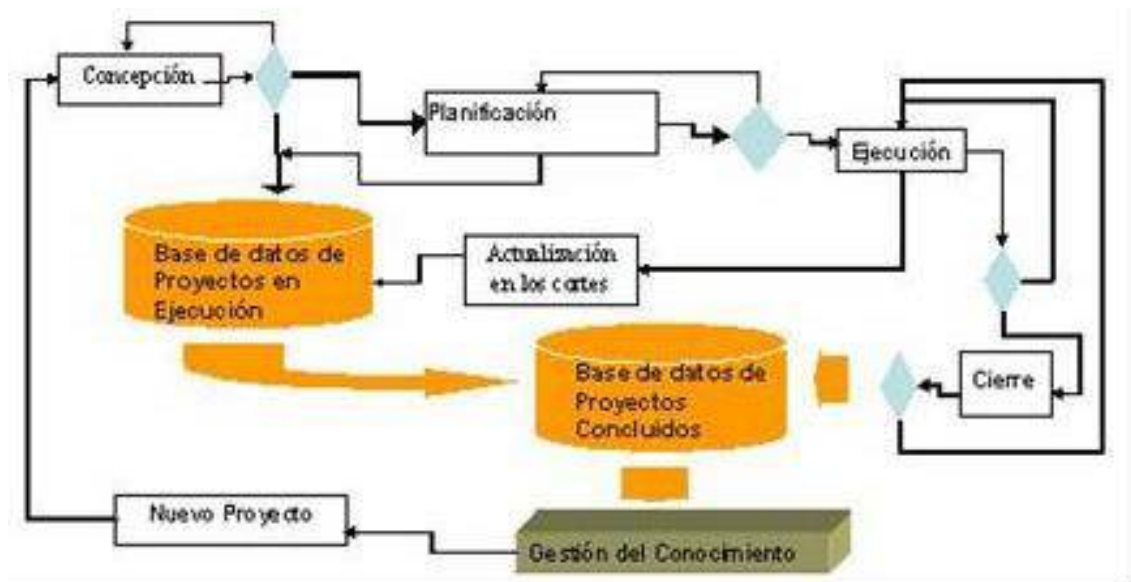 Concepción
Planificación
Ejecución
Base de datos de
Proyectos en
Ejecución
Actualización
en los cortes
Base de datos de
Proyectos
Concluidos
Cierre
Nuevo Proyecto
Gestión del Conocimiento